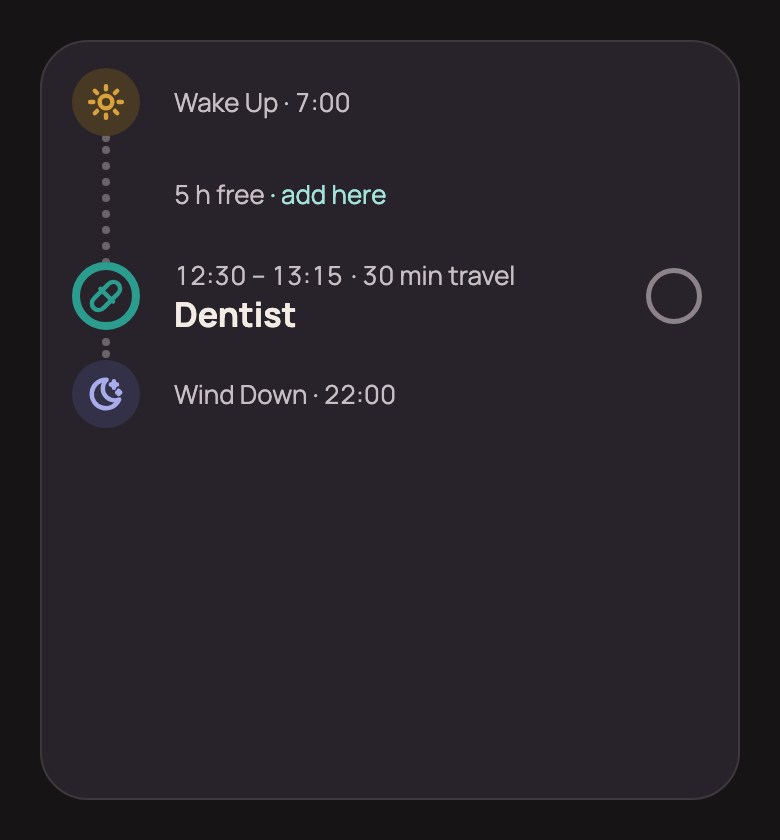 Wake Up · 7:00
5 h free · add here
12:30 – 13:15 · 30 min travel
Dentist
Wind Down · 22:00